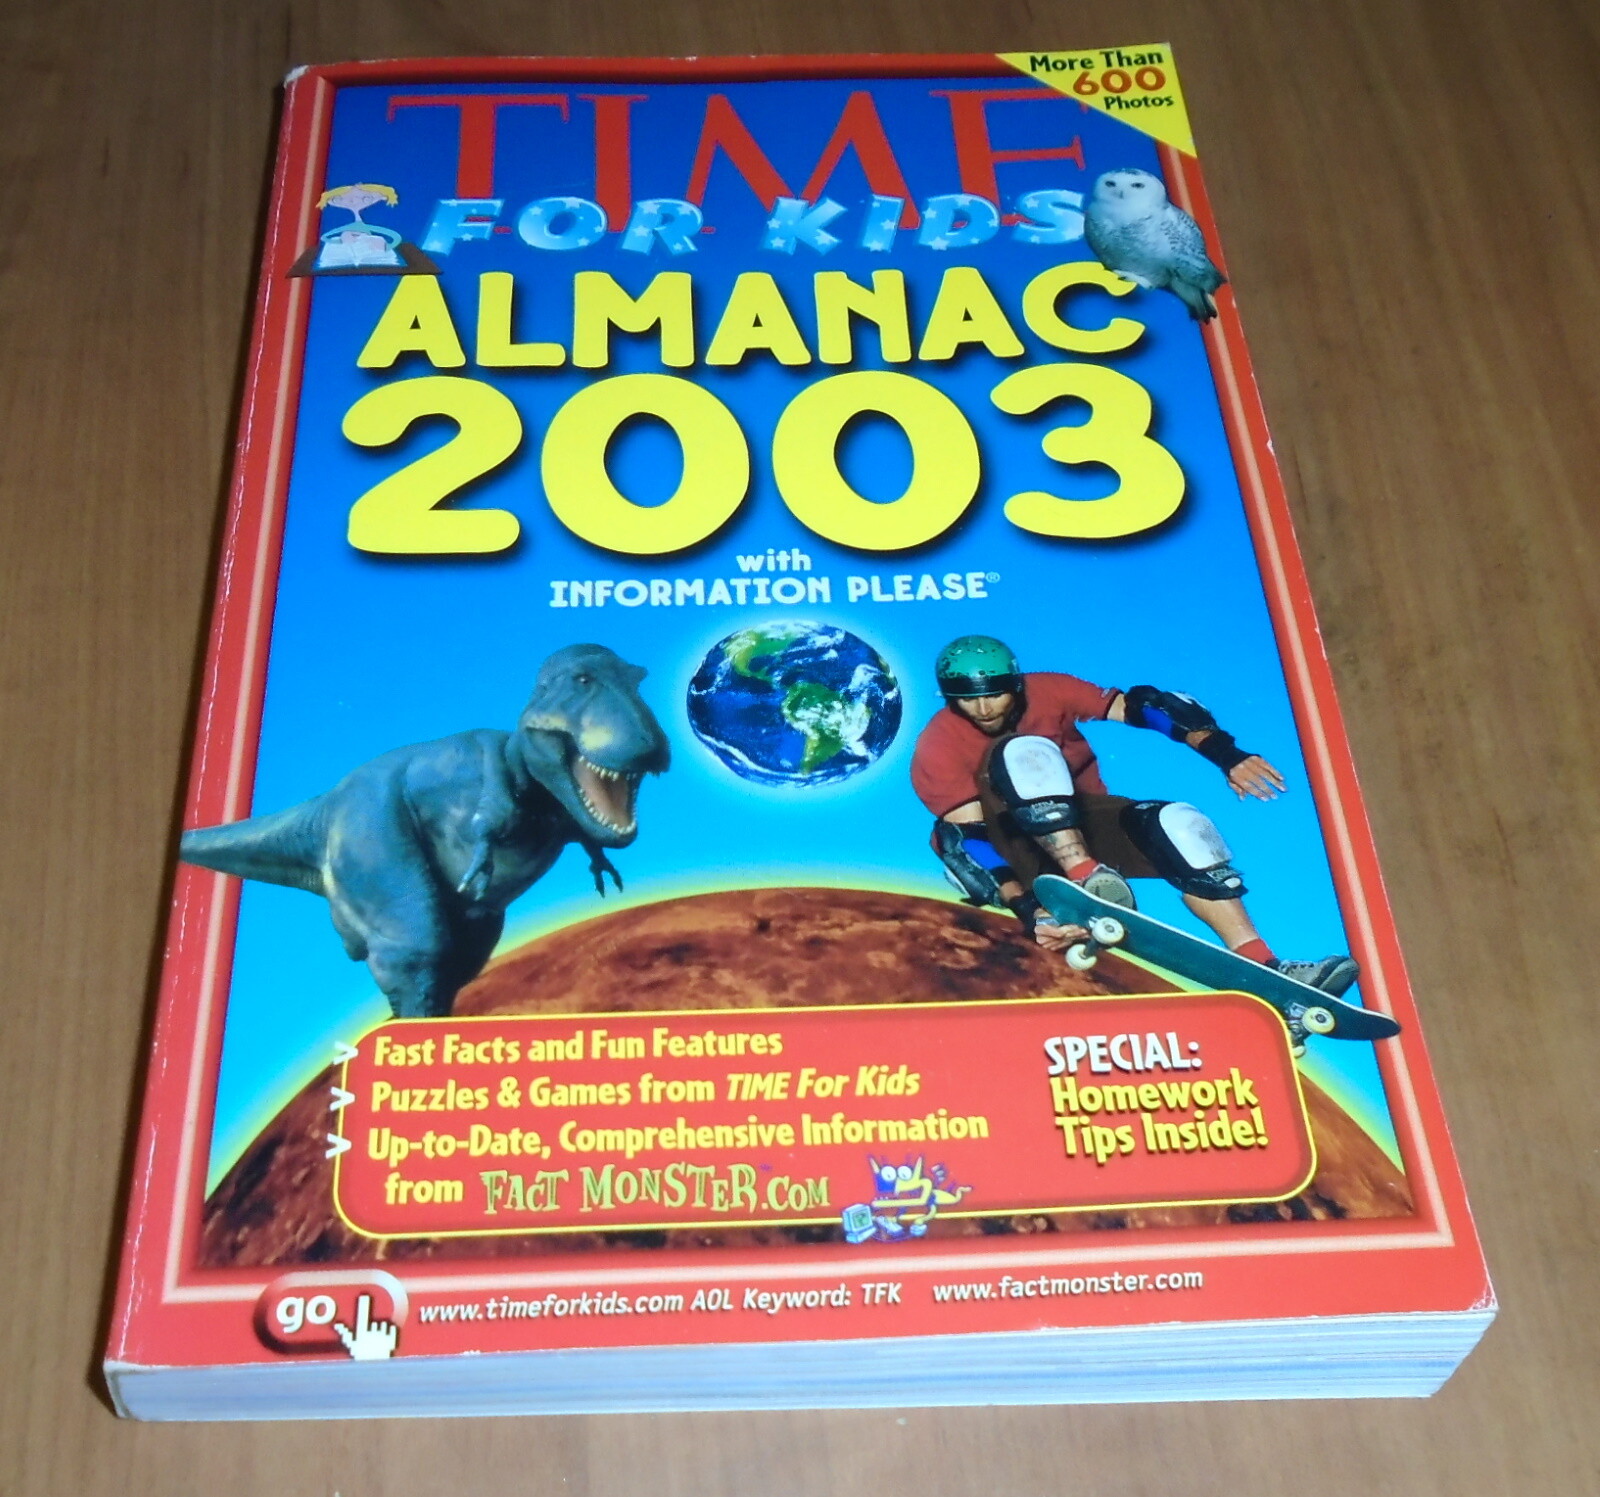 More Than
600
Photos
TIME
FOR KIDS
ALMANAC
2003
with
INFORMATION PLEASE®
> Fast Facts and Fun Features
> Puzzles & Games from TIME For Kids
> Up-to-Date, Comprehensive Information
from FACT MONSTER.COM
SPECIAL:
Homework
Tips Inside!
go www.timeforkids.com AOL Keyword: TFK www.factmonster.com